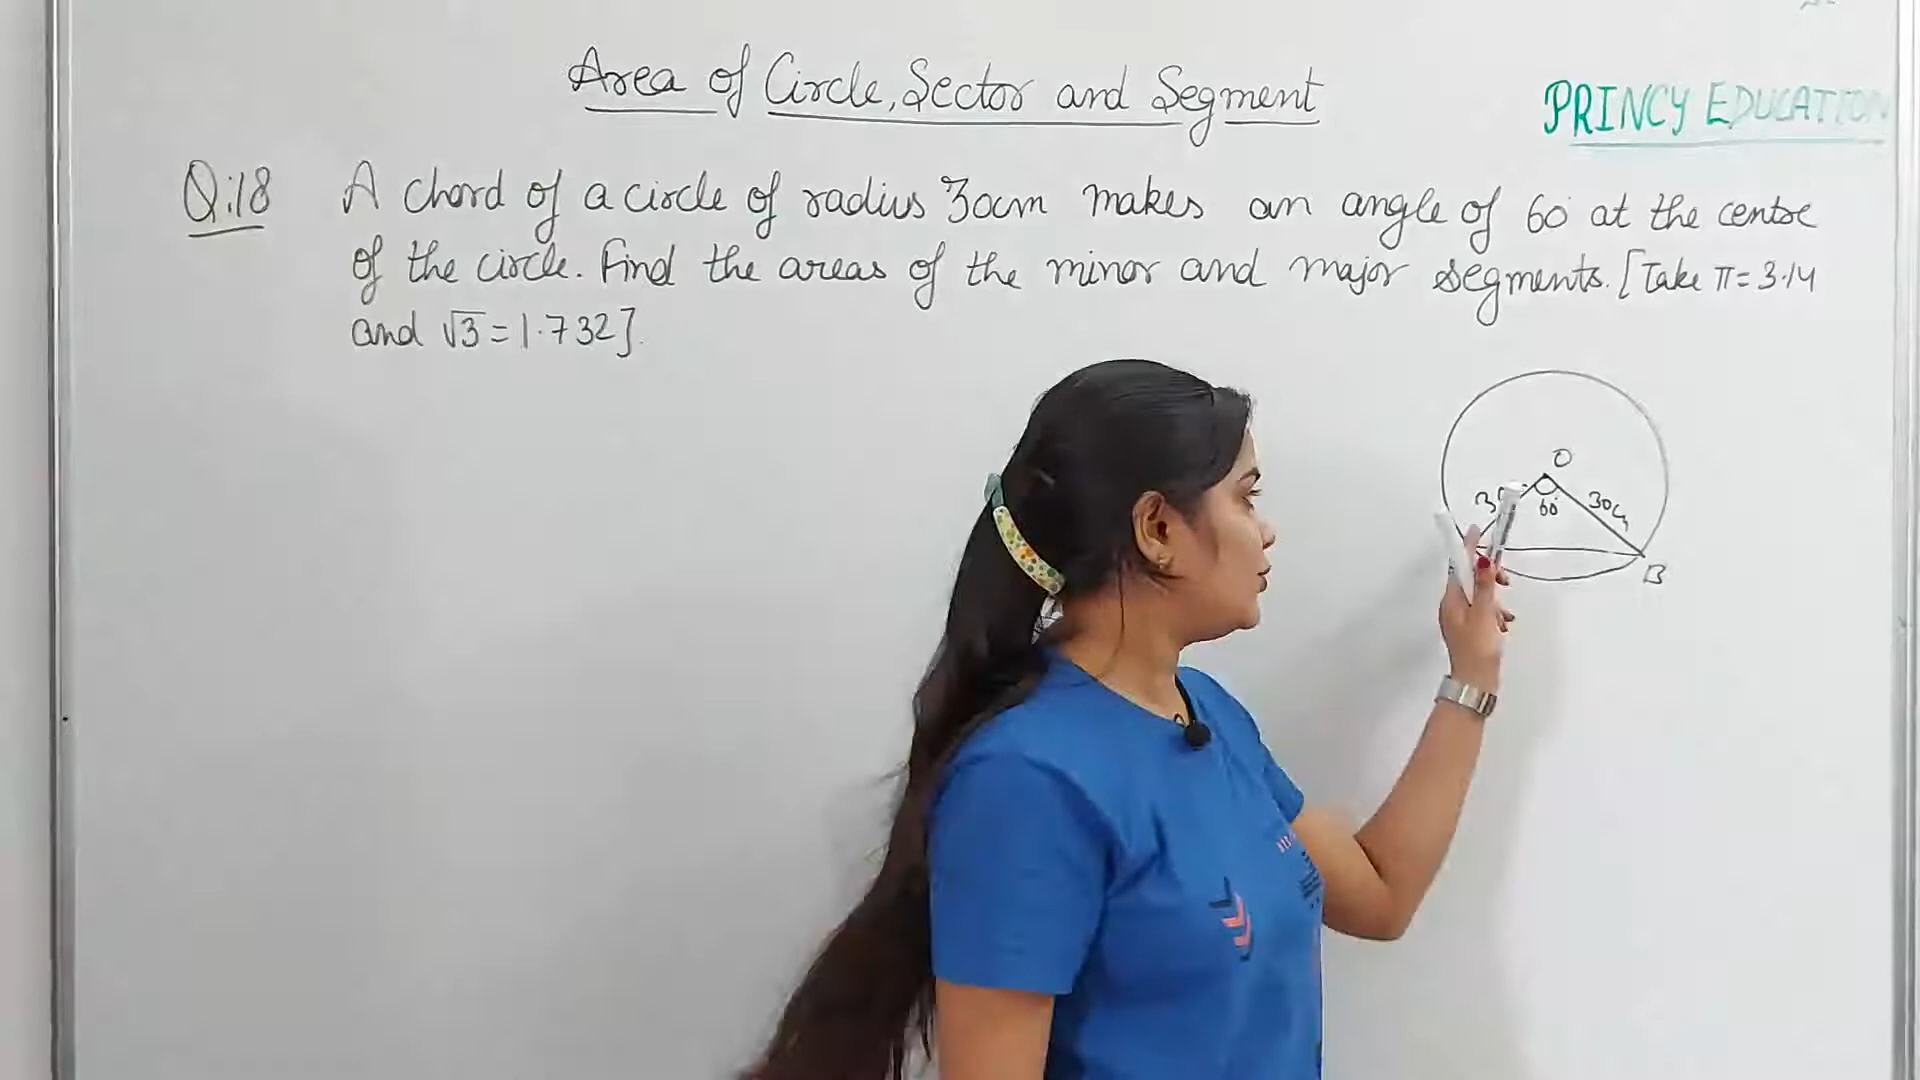 Area of Circle, Sector and Segment
PRINCY EDUCATION
Q:18 A chord of a circle of radius 30cm makes an angle of 60° at the centre
of the circle. Find the areas of the minor and major segments. [Take π = 3.14
and √3 = 1.732].
O
60°
30cm
B